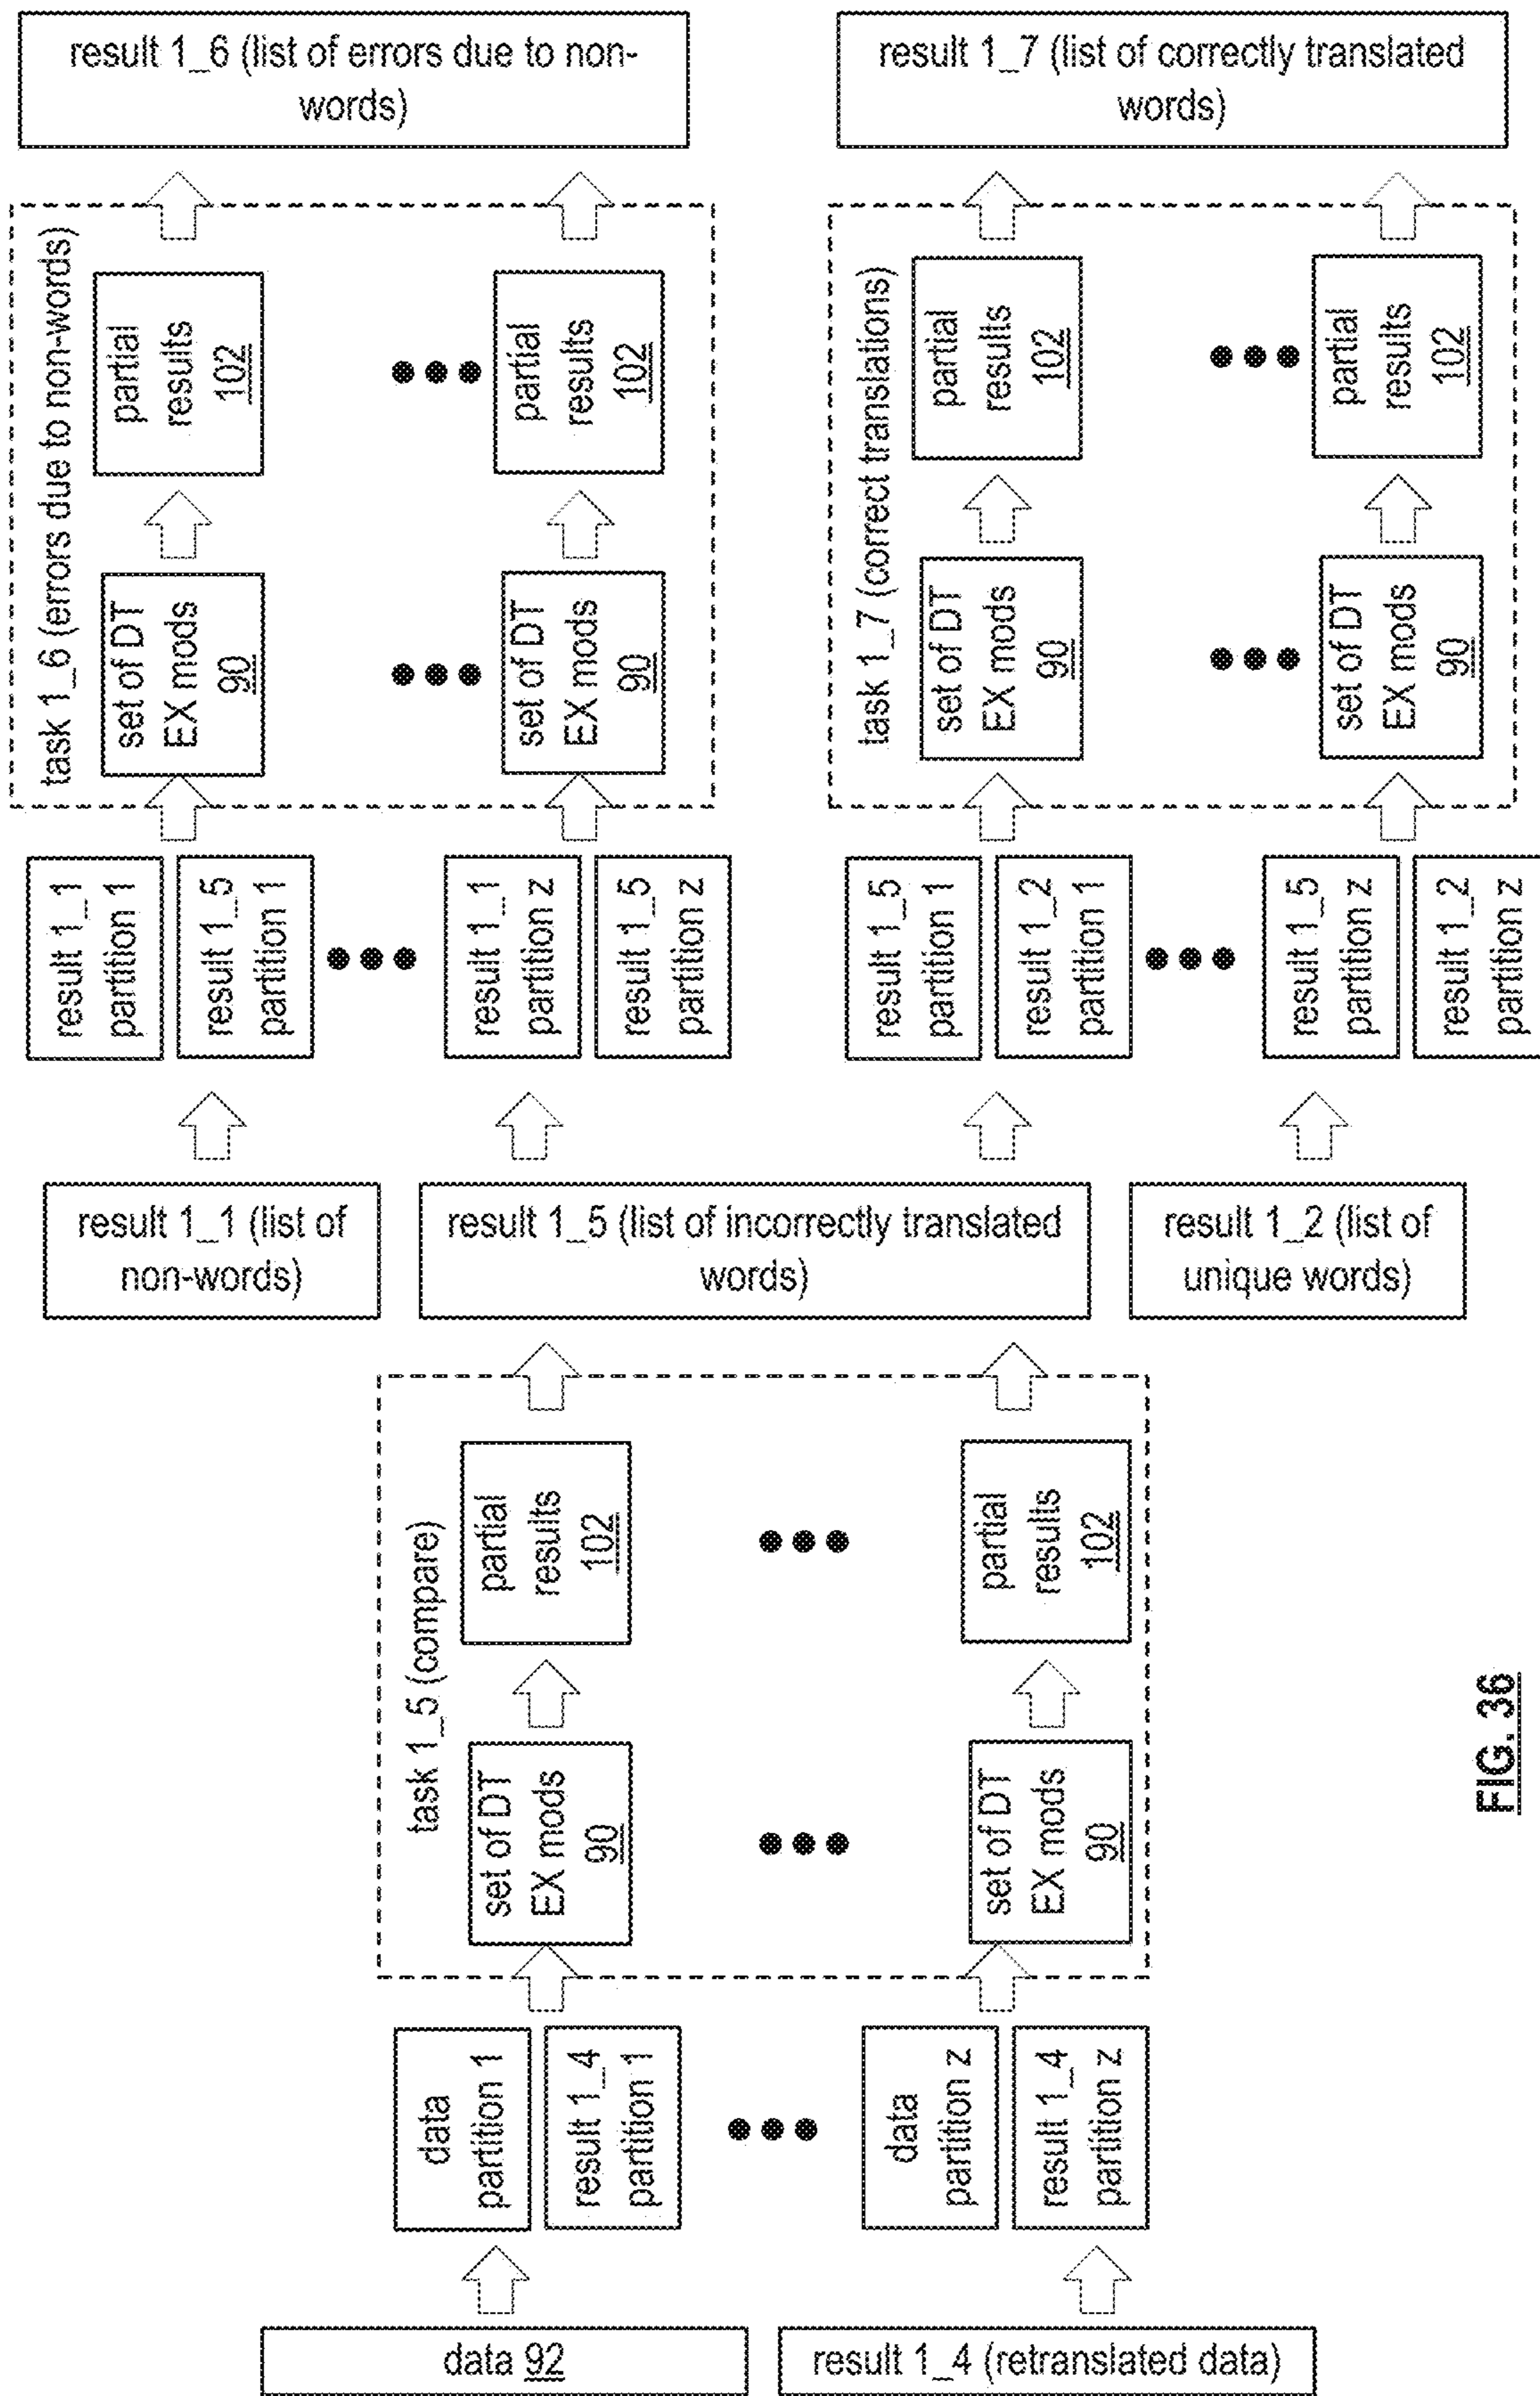 data 92
result 1_4 (retranslated data)
data
partition 1
result 1_4
partition 1
data
partition z
result 1_4
partition z
task 1_5 (compare)
set of DT
EX mods
90
partial
results
102
set of DT
EX mods
90
partial
results
102
result 1_1 (list of
non-words)
result 1_5 (list of incorrectly translated
words)
result 1_2 (list of
unique words)
result 1_1
partition 1
result 1_5
partition 1
result 1_1
partition z
result 1_5
partition z
task 1_6 (errors due to non-words)
set of DT
EX mods
90
partial
results
102
set of DT
EX mods
90
partial
results
102
result 1_6 (list of errors due to non-
words)
result 1_5
partition 1
result 1_2
partition 1
result 1_5
partition z
result 1_2
partition z
task 1_7 (correct translations)
set of DT
EX mods
90
partial
results
102
set of DT
EX mods
90
partial
results
102
result 1_7 (list of correctly translated
words)
FIG. 36